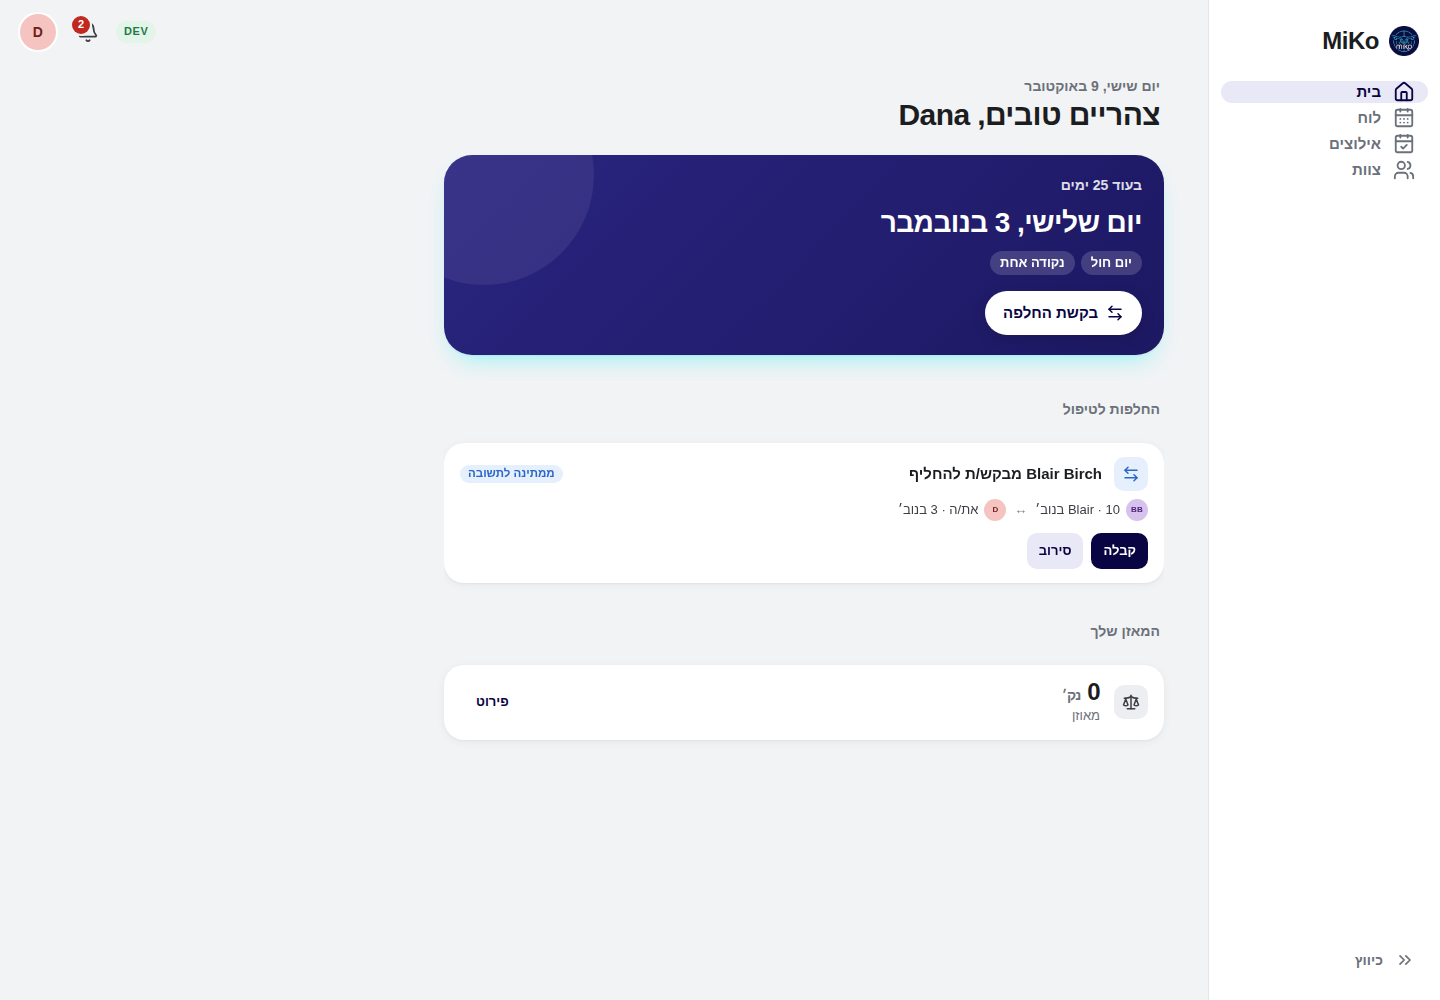 MiKo
בית
לוח
אילוצים
צוות
כיווץ
DEV
2
D
יום שישי, 9 באוקטובר
צהריים טובים, Dana
בעוד 25 ימים
יום שלישי, 3 בנובמבר
יום חול
נקודה אחת
בקשת החלפה
החלפות לטיפול
Blair Birch מבקש/ת להחליף
ממתינה לתשובה
BB
Blair · 10 בנוב׳
↔
D
את/ה · 3 בנוב׳
קבלה
סירוב
המאזן שלך
0 נק׳
מאוזן
פירוט